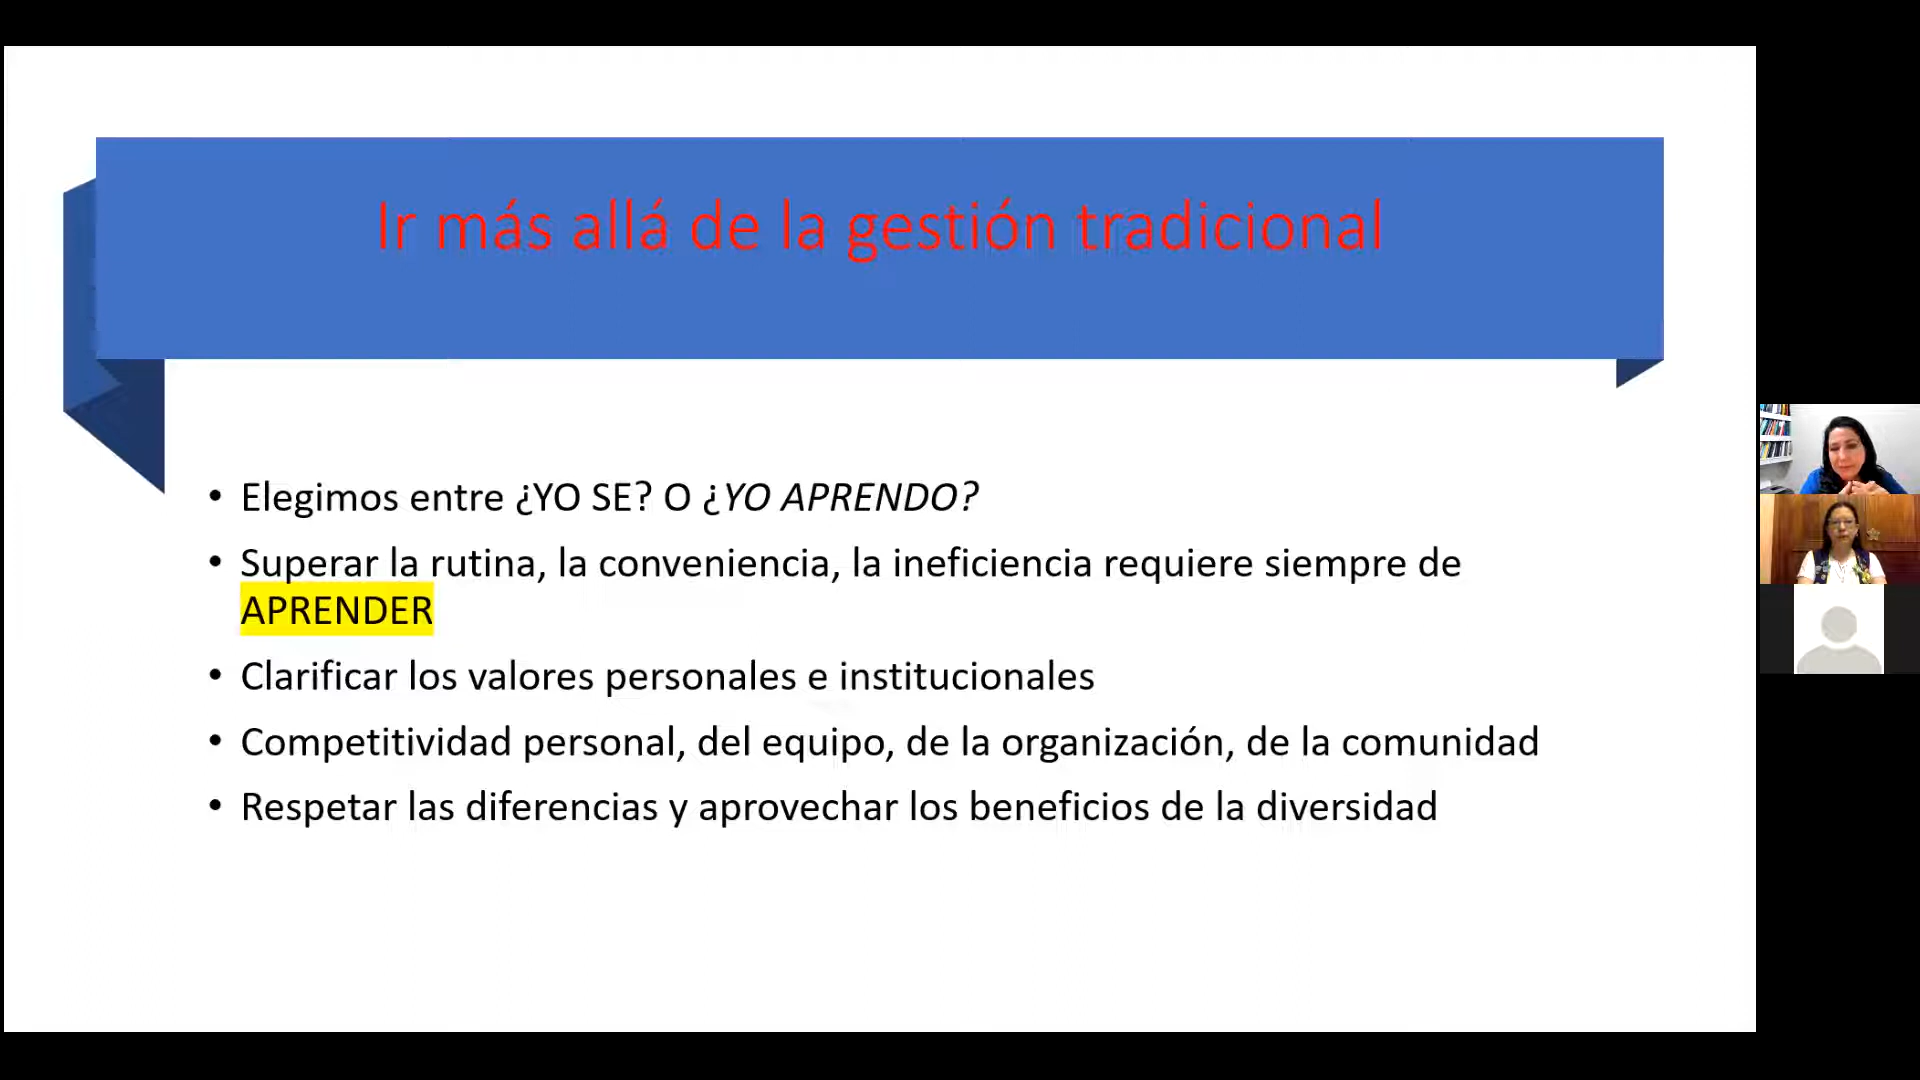 Ir más allá de la gestión tradicional
• Elegimos entre ¿YO SE? O ¿YO APRENDO?
• Superar la rutina, la conveniencia, la ineficiencia requiere siempre de
APRENDER
• Clarificar los valores personales e institucionales
• Competitividad personal, del equipo, de la organización, de la comunidad
• Respetar las diferencias y aprovechar los beneficios de la diversidad